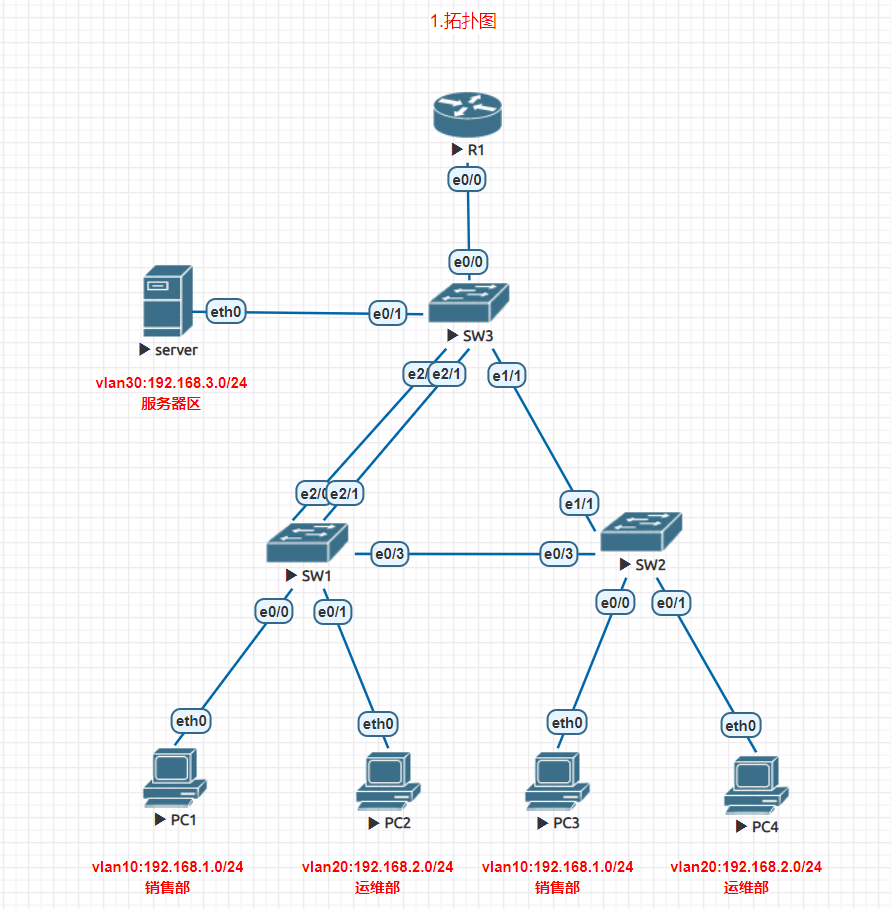 1.拓扑图
R1
e0/0
e0/0
eth0
e0/1
SW3
server
e2/
e2/1
e1/1
vlan30:192.168.3.0/24
服务器区
e2/0
e2/1
e1/1
SW1
e0/3
e0/3
SW2
e0/0
e0/1
e0/0
e0/1
eth0
eth0
eth0
eth0
PC1
PC2
PC3
PC4
vlan10:192.168.1.0/24
销售部
vlan20:192.168.2.0/24
运维部
vlan10:192.168.1.0/24
销售部
vlan20:192.168.2.0/24
运维部